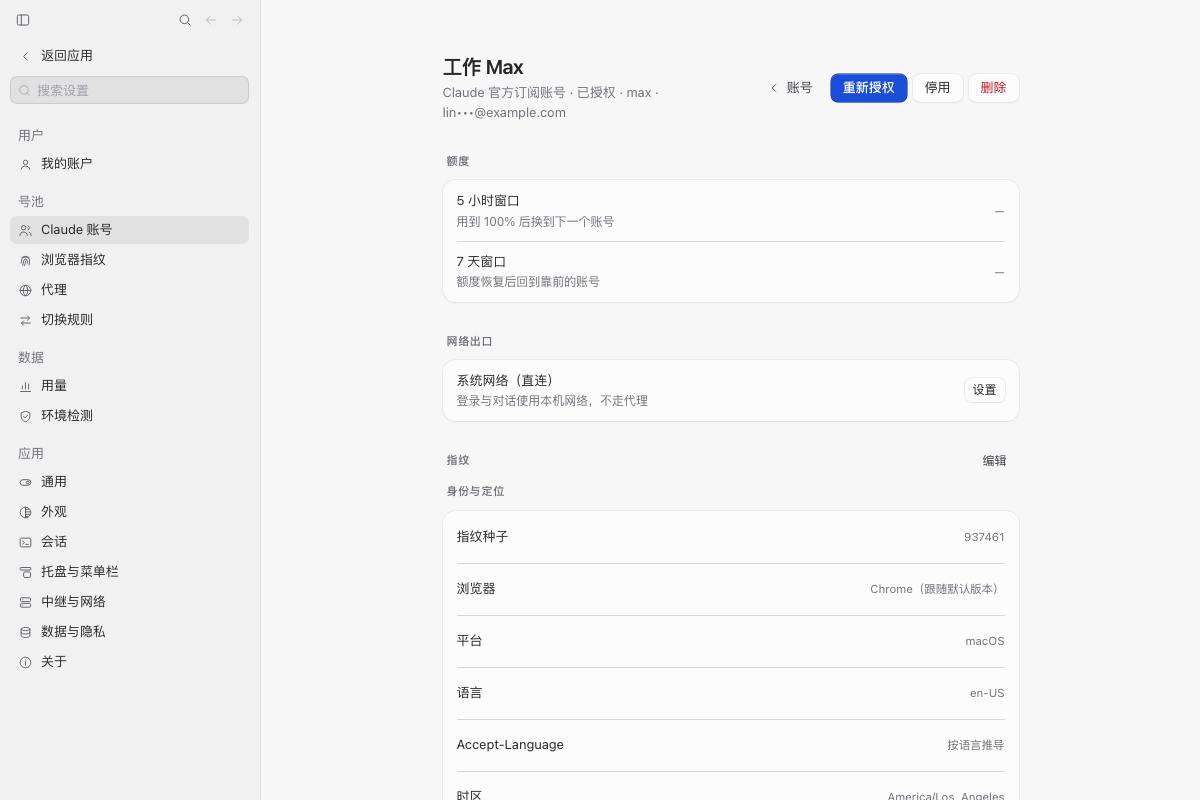 返回应用
搜索设置
用户
我的账户
号池
Claude 账号
浏览器指纹
代理
切换规则
数据
用量
环境检测
应用
通用
外观
会话
托盘与菜单栏
中继与网络
数据与隐私
关于
工作 Max
Claude 官方订阅账号 · 已授权 · max ·
lin•••@example.com
账号
重新授权
停用
删除
额度
5 小时窗口
用到 100% 后换到下一个账号
—
7 天窗口
额度恢复后回到靠前的账号
—
网络出口
系统网络（直连）
登录与对话使用本机网络，不走代理
设置
指纹
编辑
身份与定位
指纹种子
937461
浏览器
Chrome（跟随默认版本）
平台
macOS
语言
en-US
Accept-Language
按语言推导
时区
America/Los_Angeles